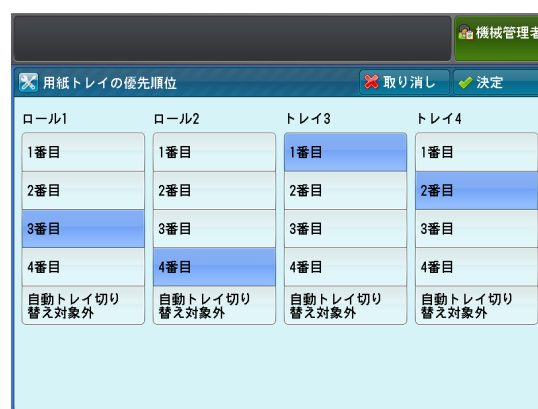 機械管理者
用紙トレイの優先順位
取り消し
決定
ロール1
ロール2
トレイ3
トレイ4
1番目
1番目
1番目
1番目
2番目
2番目
2番目
2番目
3番目
3番目
3番目
3番目
4番目
4番目
4番目
4番目
自動トレイ切り
替え対象外
自動トレイ切り
替え対象外
自動トレイ切り
替え対象外
自動トレイ切り
替え対象外